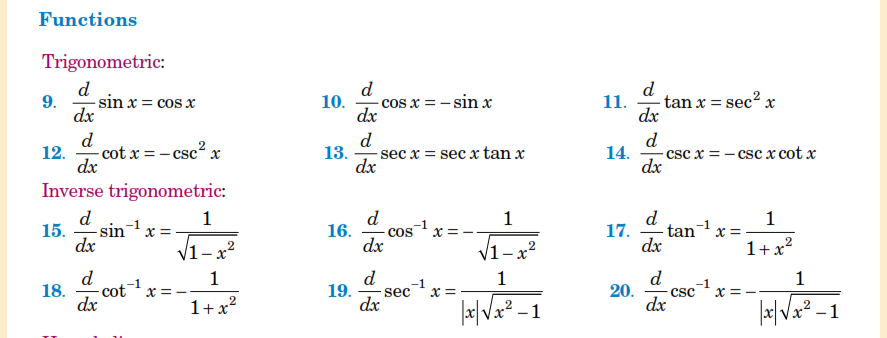 Functions
Trigonometric:
9. d/dx sin x = cos x 10. d/dx cos x = − sin x 11. d/dx tan x = sec² x
12. d/dx cot x = − csc² x 13. d/dx sec x = sec x tan x 14. d/dx csc x = − csc x cot x
Inverse trigonometric:
15. d/dx sin⁻¹ x = 1/√(1 − x²) 16. d/dx cos⁻¹ x = − 1/√(1 − x²) 17. d/dx tan⁻¹ x = 1/(1 + x²)
18. d/dx cot⁻¹ x = − 1/(1 + x²) 19. d/dx sec⁻¹ x = 1/(|x|√(x² − 1)) 20. d/dx csc⁻¹ x = − 1/(|x|√(x² − 1))